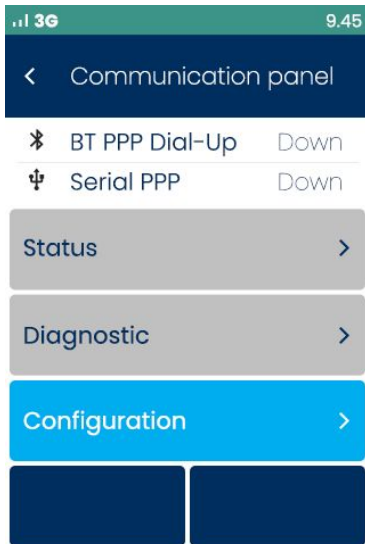 3G 9.45
Communication panel
BT PPP Dial-Up Down
Serial PPP Down
Status
Diagnostic
Configuration